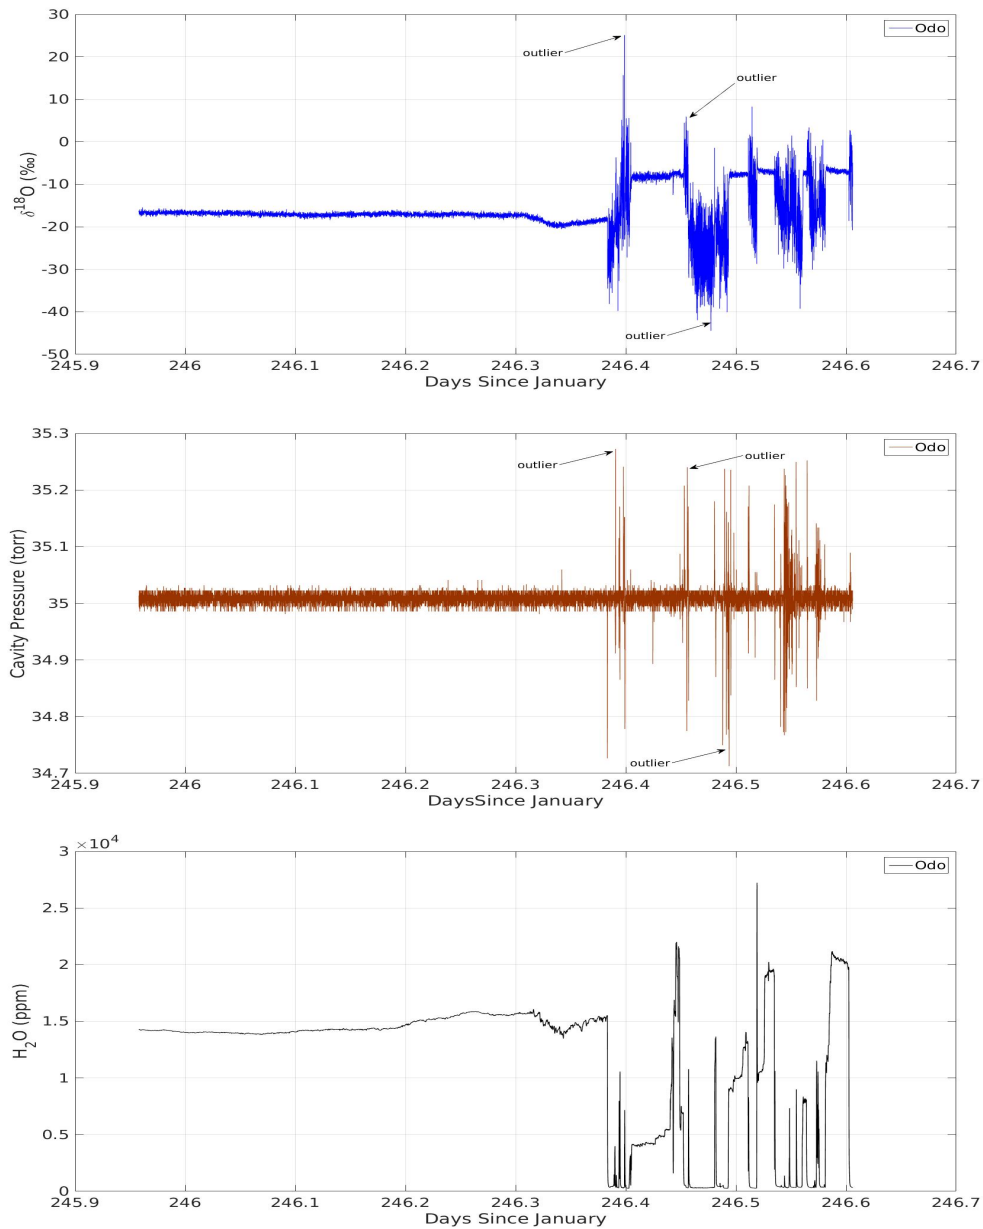 30
20
10
0
-10
-20
-30
-40
-50
δ¹⁸O (‰)
Odo
outlier
outlier
outlier
245.9 246 246.1 246.2 246.3 246.4 246.5 246.6 246.7
Days Since January
35.3
35.2
35.1
35
34.9
34.8
34.7
Cavity Pressure (torr)
Odo
outlier
outlier
outlier
245.9 246 246.1 246.2 246.3 246.4 246.5 246.6 246.7
DaysSince January
×10⁴
3
2.5
2
1.5
1
0.5
0
H₂O (ppm)
Odo
245.9 246 246.1 246.2 246.3 246.4 246.5 246.6 246.7
Days Since January